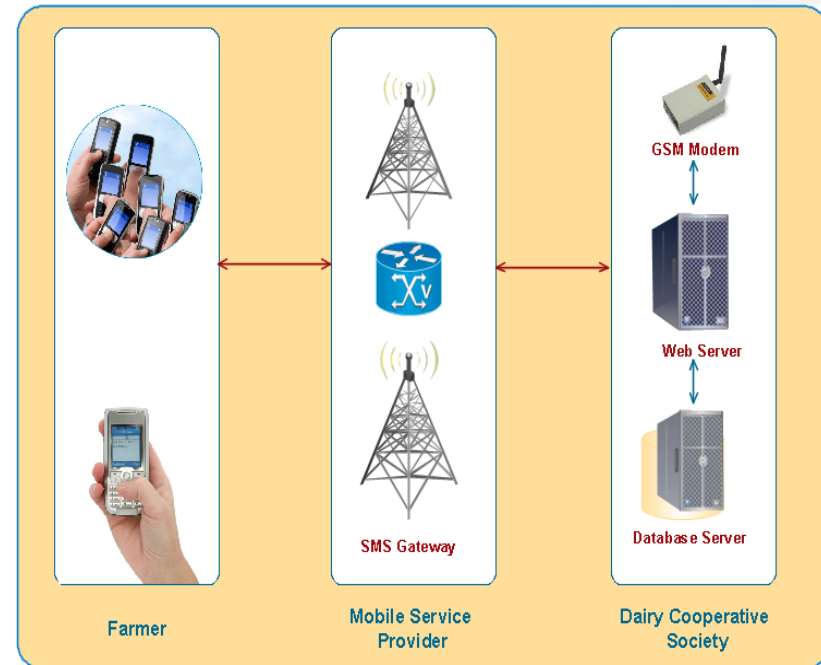 GSM Modem
Web Server
Database Server
SMS Gateway
V
Farmer
Mobile Service
Provider
Dairy Cooperative
Society